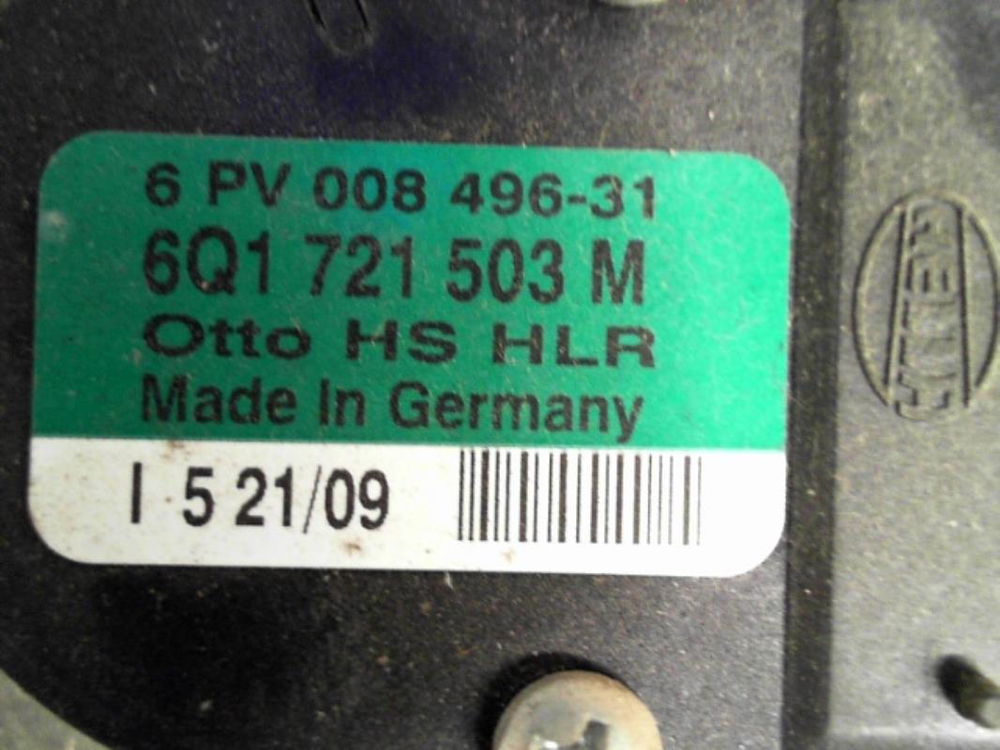 6 PV 008 496-31
6Q1 721 503 M
Otto HS HLR
Made In Germany
I 5 21/09